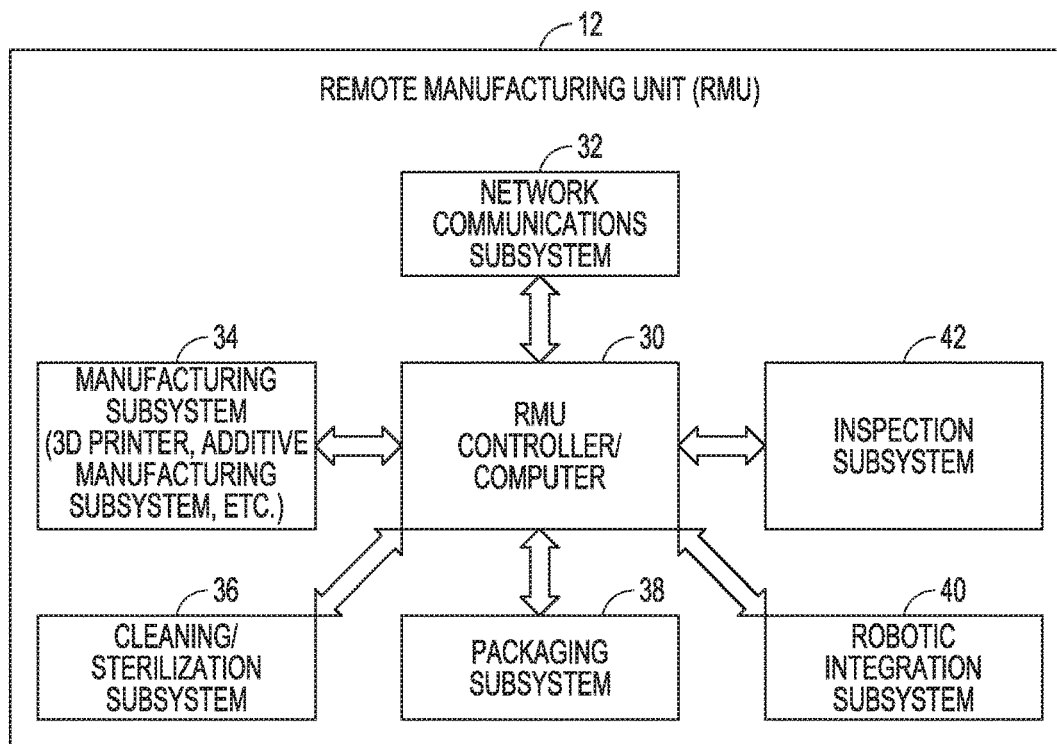 12
REMOTE MANUFACTURING UNIT (RMU)
32
NETWORK
COMMUNICATIONS
SUBSYSTEM
34
MANUFACTURING
SUBSYSTEM
(3D PRINTER, ADDITIVE
MANUFACTURING
SUBSYSTEM, ETC.)
30
RMU
CONTROLLER/
COMPUTER
42
INSPECTION
SUBSYSTEM
36
CLEANING/
STERILIZATION
SUBSYSTEM
38
PACKAGING
SUBSYSTEM
40
ROBOTIC
INTEGRATION
SUBSYSTEM